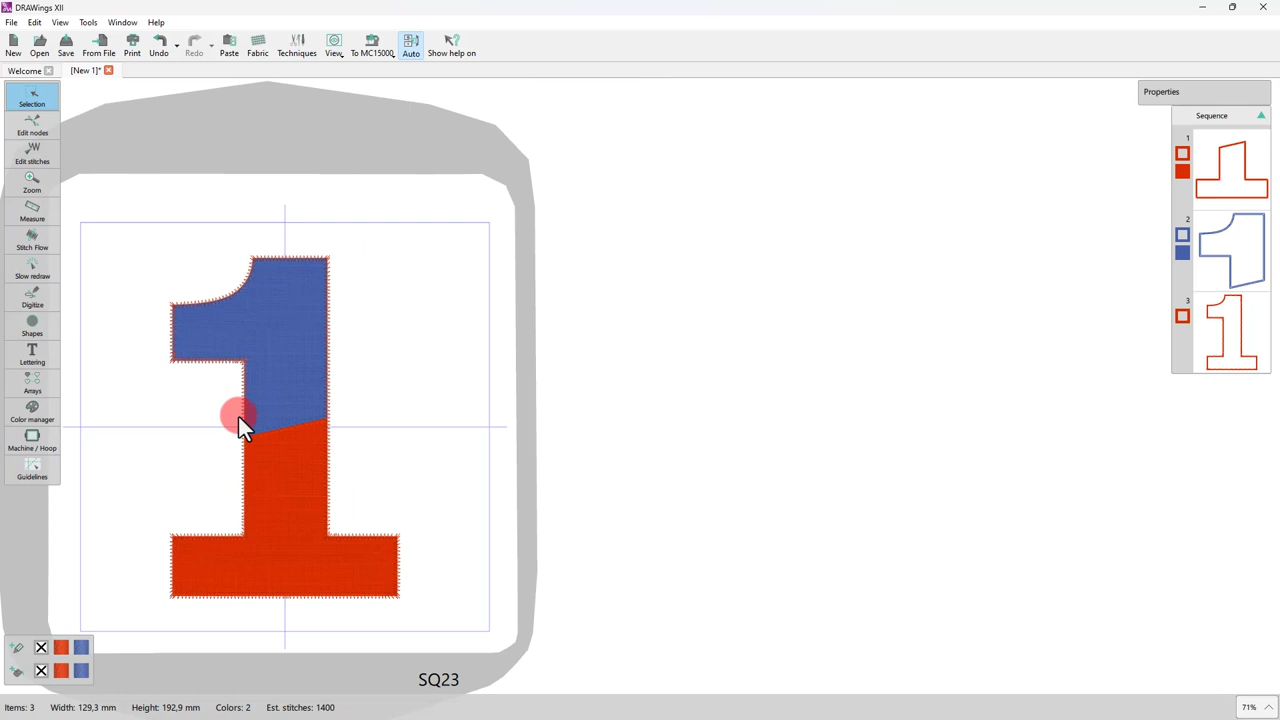 DRAWings XII
File Edit View Tools Window Help
New Open Save From File Print Undo Redo Paste Fabric Techniques View To MC15000 Auto Show help on
Welcome [New 1]*
Selection
Edit nodes
Edit stitches
Zoom
Measure
Stitch Flow
Slow redraw
Digitize
Shapes
Lettering
Arrays
Color manager
Machine / Hoop
Guidelines
Properties
Sequence
1
2
3
1
SQ23
Items: 3 Width: 129,3 mm Height: 192,9 mm Colors: 2 Est. stitches: 1400 71%